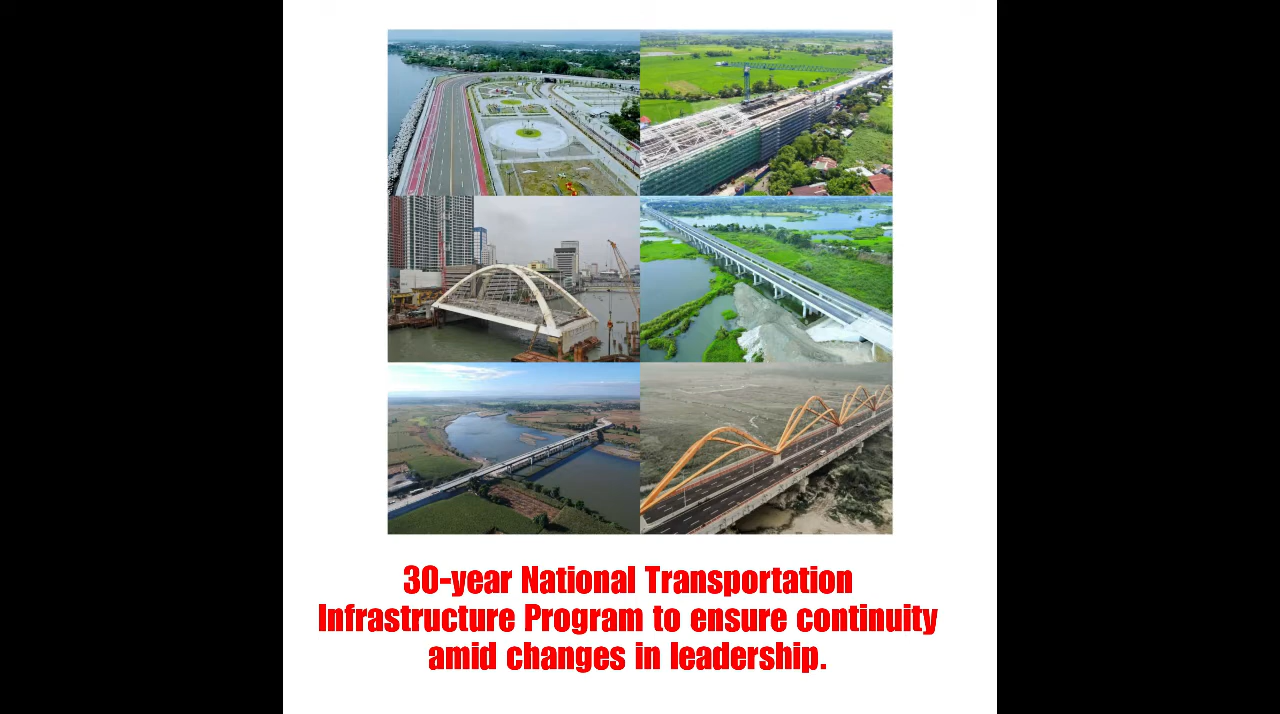 30-year National Transportation
Infrastructure Program to ensure continuity
amid changes in leadership.